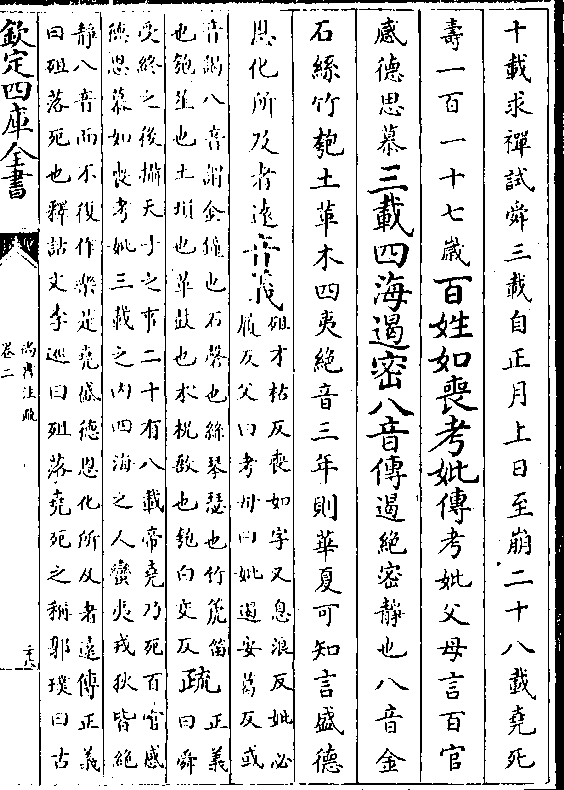 十載求禪試舜三載自正月上日至崩二十八載堯死
壽一百一十七歲百姓如喪考妣傳考妣父母言百官
感德思慕三載四海遏密八音傳遏絶密靜也八音金
石絲竹匏土革木四夷絶音三年則華夏可知言盛德
恩化所及者遠音義
殂才枯反喪如字又息浪反妣必
履反父曰考母曰妣遏安葛反或
音謁八音謂金鐘也石磬也絲琴瑟也竹箎笛
也匏笙也土塤也革鼓也木柷敔也匏白交反
疏
正義
曰舜
受終之後攝天子之事二十有八載帝堯乃死百官感
德思慕如喪考妣三載之内四海之人蠻夷戎狄皆絶
靜八音而不復作樂是堯盛德恩化所及者遠傳正義
曰殂落死也釋詁文李巡曰殂落堯死之稱郭璞曰古
欽定四庫全書
尚書注疏
卷二